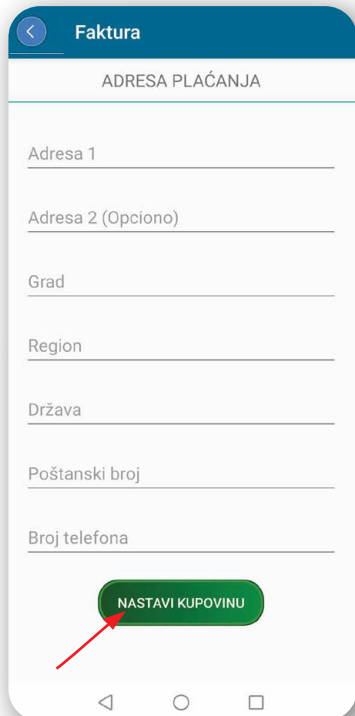 Faktura
ADRESA PLAĆANJA
Adresa 1
Adresa 2 (Opciono)
Grad
Region
Država
Poštanski broj
Broj telefona
NASTAVI KUPOVINU